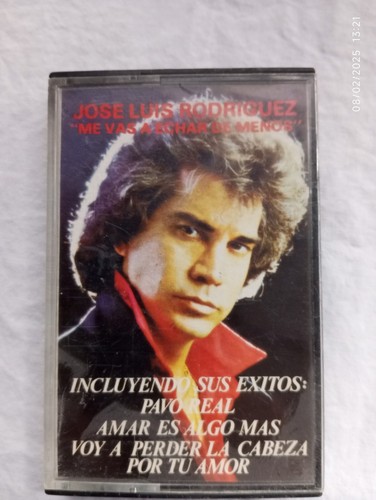 JOSE LUIS RODRIGUEZ
"ME VAS A ECHAR DE MENOS"
INCLUYENDO SUS EXITOS:
PAVO REAL
AMAR ES ALGO MAS
VOY A PERDER LA CABEZA
POR TU AMOR
08/02/2025 13:21